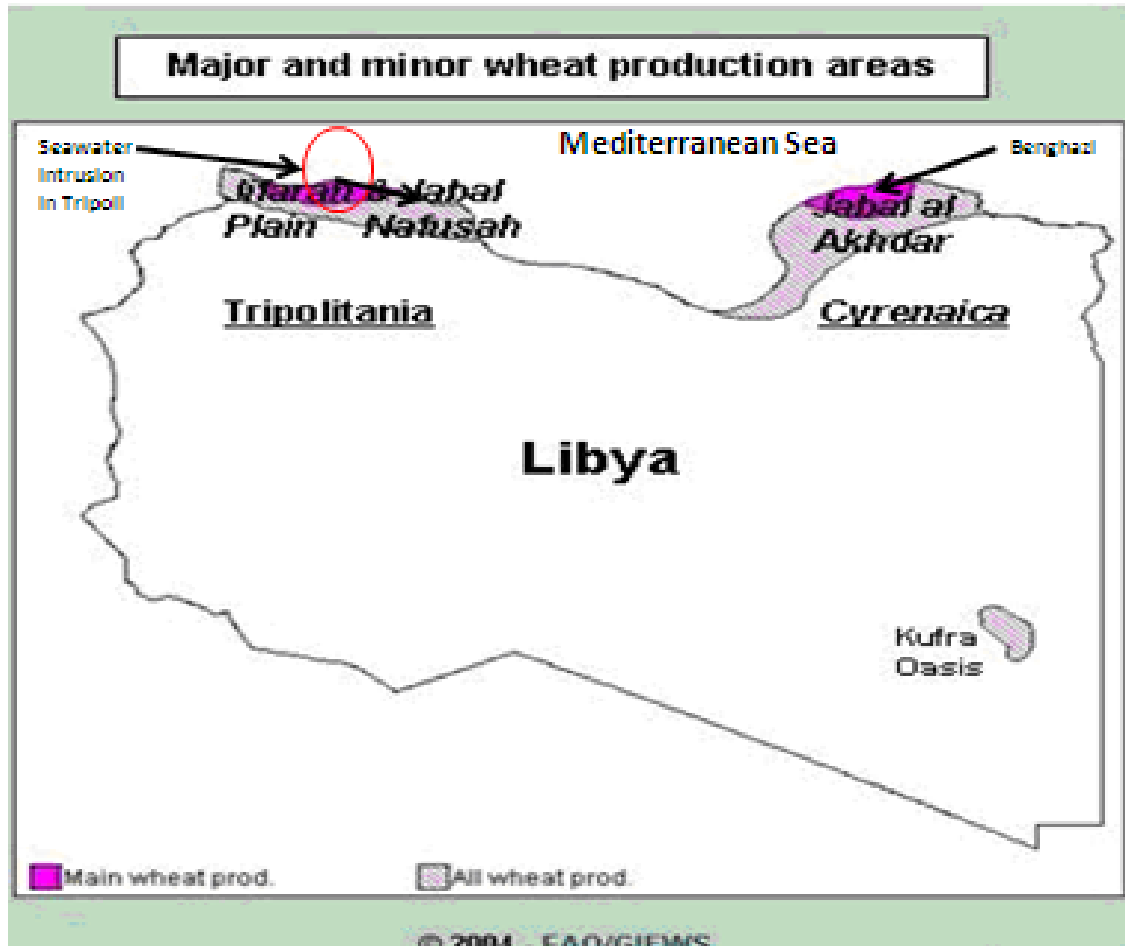 Major and minor wheat production areas
Mediterranean Sea
Seawater
Intrusion
In Tripoli
Benghazi
& Jabal
Plain Nafusah
Jabal al
Akhdar
Tripolitania
Cyrenaica
Libya
Kufra
Oasis
Main wheat prod.
All wheat prod.
© 2004 - FAO/GIEWS